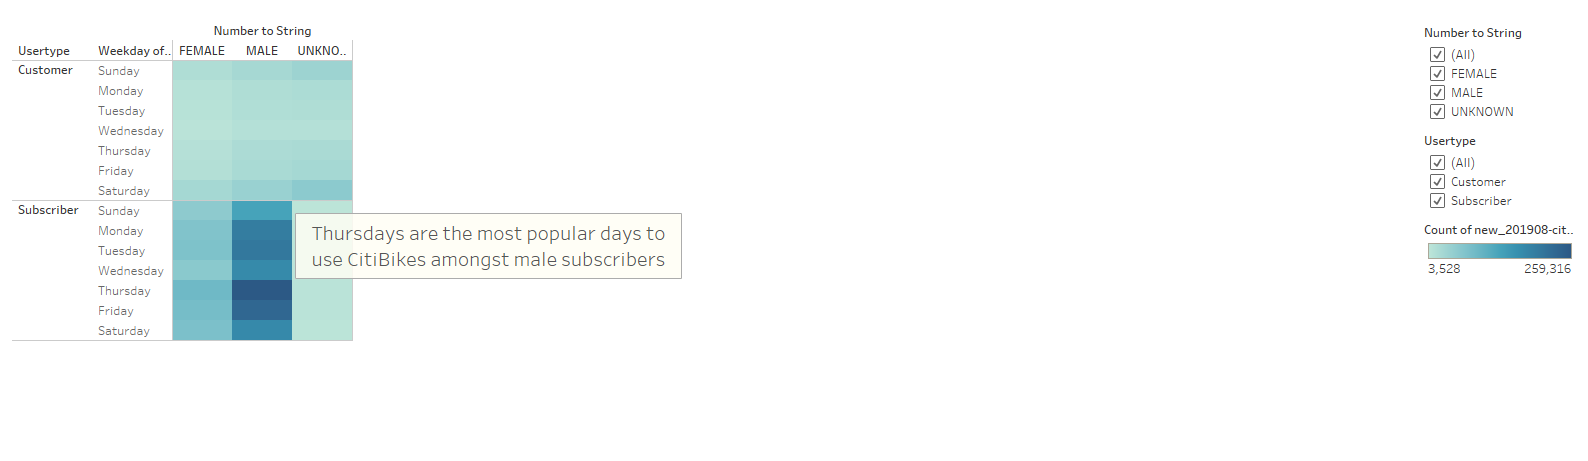 Number to String
Usertype Weekday of.. FEMALE MALE UNKNO..
Customer Sunday
Monday
Tuesday
Wednesday
Thursday
Friday
Saturday
Subscriber Sunday
Monday
Tuesday
Wednesday
Thursday
Friday
Saturday
Thursdays are the most popular days to
use CitiBikes amongst male subscribers
Number to String
(All)
FEMALE
MALE
UNKNOWN
Usertype
(All)
Customer
Subscriber
Count of new_201908-cit..
3,528 259,316